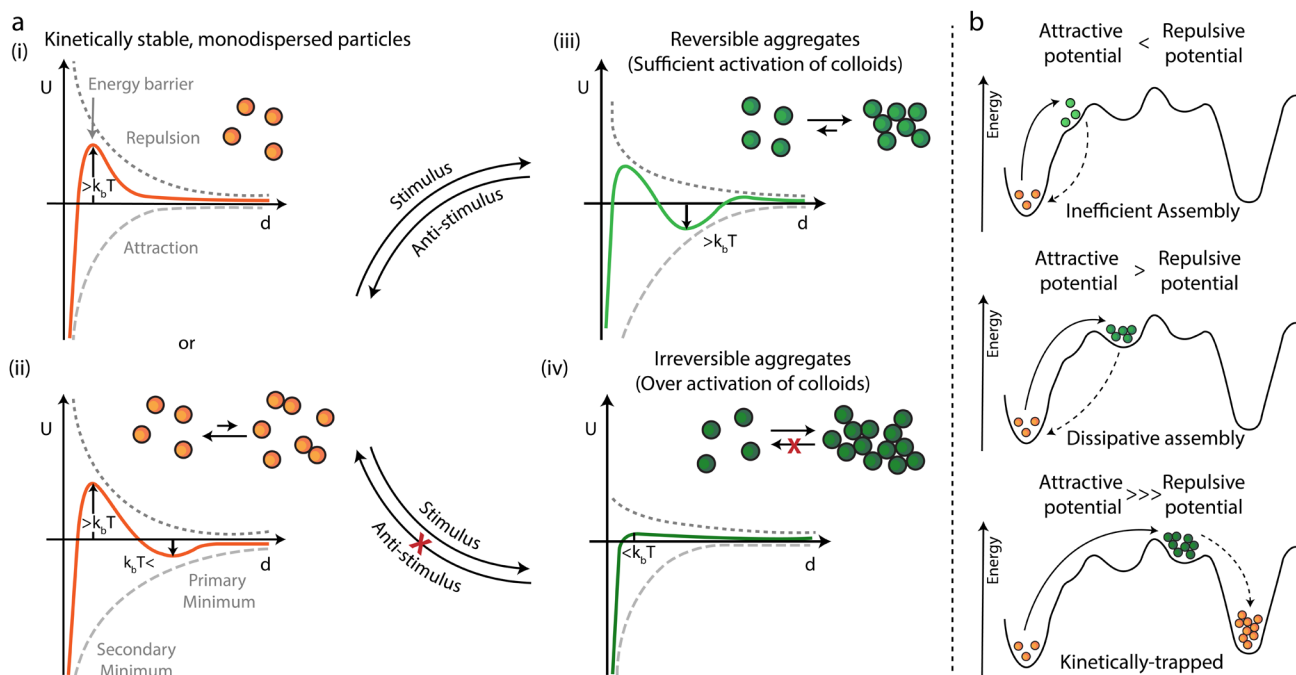 a
Kinetically stable, monodispersed particles
(i)
U
Energy barrier
Repulsion
>kbT
d
Attraction
or
(ii)
U
>kbT
kbT<
d
Primary
Minimum
Secondary
Minimum
Stimulus
Anti-stimulus
Stimulus
Anti-stimulus
X
(iii)
Reversible aggregates
(Sufficient activation of colloids)
U
d
>kbT
(iv)
Irreversible aggregates
(Over activation of colloids)
U
X
<kbT
d
b
Attractive potential < Repulsive potential
Energy
Inefficient Assembly
Attractive potential > Repulsive potential
Energy
Dissipative assembly
Attractive potential >>> Repulsive potential
Energy
Kinetically-trapped